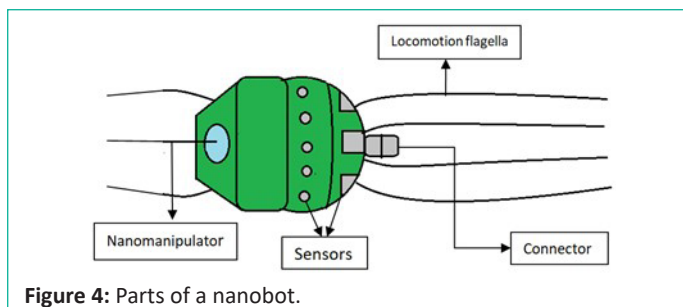 Locomotion flagella
Nanomanipulator
Sensors
Connector
Figure 4: Parts of a nanobot.